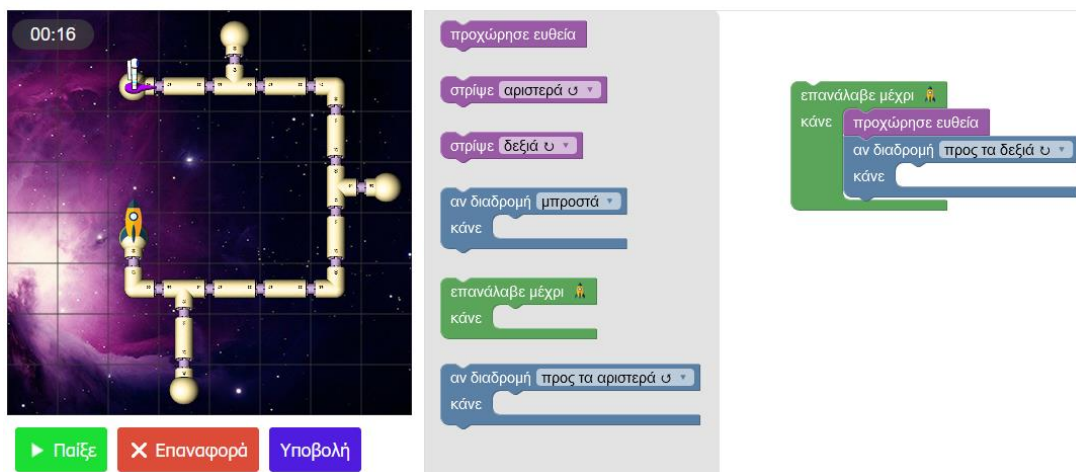 00:16
Παίξε
Επαναφορά
Υποβολή
προχώρησε ευθεία
στρίψε αριστερά ↺ ▼
στρίψε δεξιά ↻ ▼
αν διαδρομή μπροστά ▼
κάνε
επανάλαβε μέχρι
κάνε
αν διαδρομή προς τα αριστερά ↺ ▼
κάνε
επανάλαβε μέχρι
κάνε προχώρησε ευθεία
αν διαδρομή προς τα δεξιά ↻ ▼
κάνε